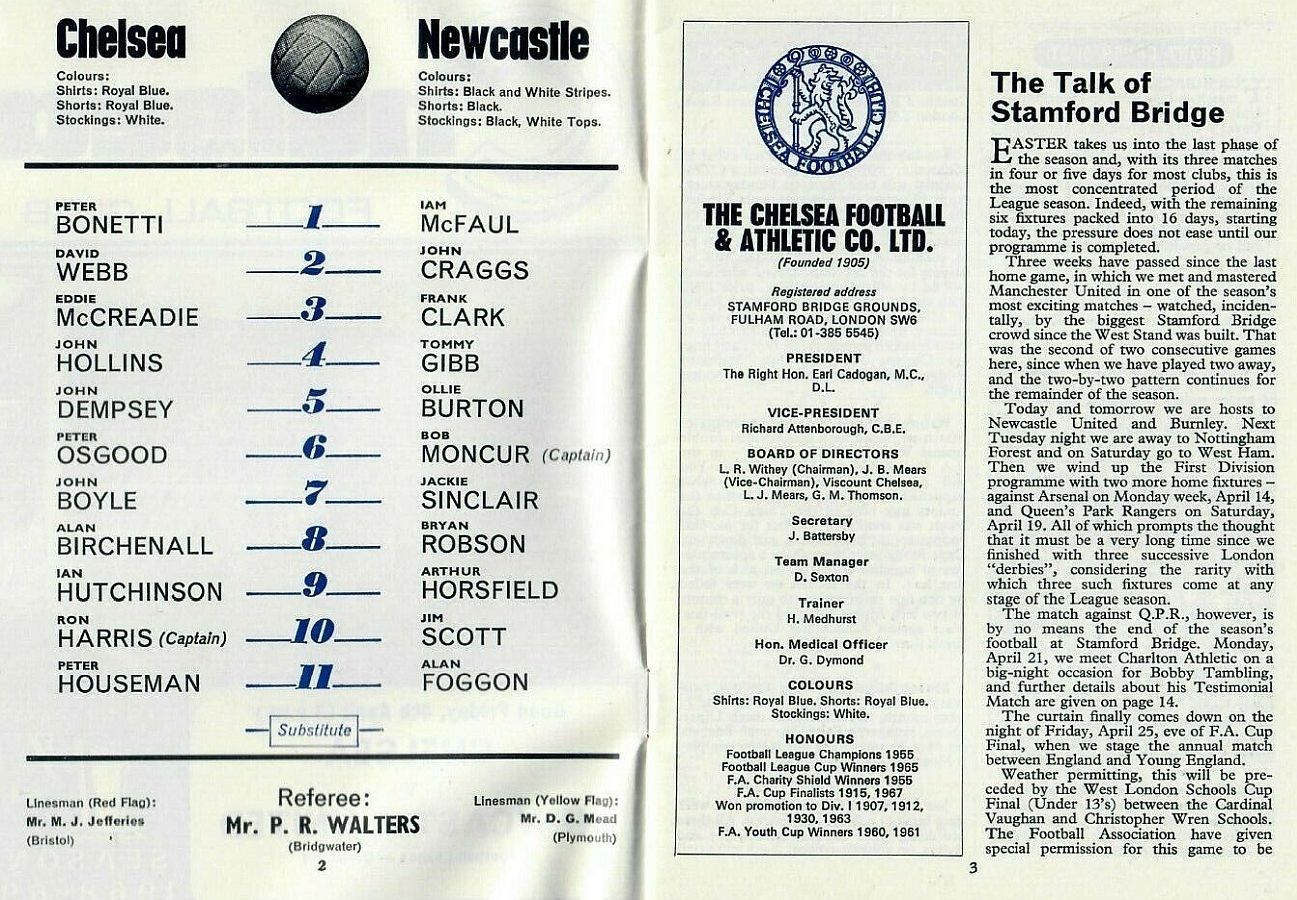 Chelsea
Colours:
Shirts: Royal Blue.
Shorts: Royal Blue.
Stockings: White.
Newcastle
Colours:
Shirts: Black and White Stripes.
Shorts: Black.
Stockings: Black, White Tops.
PETER
BONETTI
1
IAM
McFAUL
DAVID
WEBB
2
JOHN
CRAGGS
EDDIE
McCREADIE
3
FRANK
CLARK
JOHN
HOLLINS
4
TOMMY
GIBB
JOHN
DEMPSEY
5
OLLIE
BURTON
PETER
OSGOOD
6
BOB
MONCUR (Captain)
JOHN
BOYLE
7
JACKIE
SINCLAIR
ALAN
BIRCHENALL
8
BRYAN
ROBSON
IAN
HUTCHINSON
9
ARTHUR
HORSFIELD
RON
HARRIS (Captain)
10
JIM
SCOTT
PETER
HOUSEMAN
11
ALAN
FOGGON
Substitute
Linesman (Red Flag):
Mr. M. J. Jefferies
(Bristol)
Referee:
Mr. P. R. WALTERS
(Bridgwater)
Linesman (Yellow Flag):
Mr. D. G. Mead
(Plymouth)
2
CHELSEA FOOTBALL CLUB
THE CHELSEA FOOTBALL
& ATHLETIC CO. LTD.
(Founded 1905)
Registered address
STAMFORD BRIDGE GROUNDS,
FULHAM ROAD, LONDON SW6
(Tel.: 01-385 5545)
PRESIDENT
The Right Hon. Earl Cadogan, M.C.,
D.L.
VICE-PRESIDENT
Richard Attenborough, C.B.E.
BOARD OF DIRECTORS
L. R. Withey (Chairman), J. B. Mears
(Vice-Chairman), Viscount Chelsea,
L. J. Mears, G. M. Thomson.
Secretary
J. Battersby
Team Manager
D. Sexton
Trainer
H. Medhurst
Hon. Medical Officer
Dr. G. Dymond
COLOURS
Shirts: Royal Blue. Shorts: Royal Blue.
Stockings: White.
HONOURS
Football League Champions 1955
Football League Cup Winners 1965
F.A. Charity Shield Winners 1955
F.A. Cup Finalists 1915, 1967
Won promotion to Div. I 1907, 1912,
1930, 1963
F.A. Youth Cup Winners 1960, 1961
The Talk of
Stamford Bridge
EASTER takes us into the last phase of
the season and, with its three matches
in four or five days for most clubs, this is
the most concentrated period of the
League season. Indeed, with the remaining
six fixtures packed into 16 days, starting
today, the pressure does not ease until our
programme is completed.
Three weeks have passed since the last
home game, in which we met and mastered
Manchester United in one of the season's
most exciting matches – watched, inciden-
tally, by the biggest Stamford Bridge
crowd since the West Stand was built. That
was the second of two consecutive games
here, since when we have played two away,
and the two-by-two pattern continues for
the remainder of the season.
Today and tomorrow we are hosts to
Newcastle United and Burnley. Next
Tuesday night we are away to Nottingham
Forest and on Saturday go to West Ham.
Then we wind up the First Division
programme with two more home fixtures –
against Arsenal on Monday week, April 14,
and Queen's Park Rangers on Saturday,
April 19. All of which prompts the thought
that it must be a very long time since we
finished with three successive London
"derbies", considering the rarity with
which three such fixtures come at any
stage of the League season.
The match against Q.P.R., however, is
by no means the end of the season's
football at Stamford Bridge. Monday,
April 21, we meet Charlton Athletic on a
big-night occasion for Bobby Tambling,
and further details about his Testimonial
Match are given on page 14.
The curtain finally comes down on the
night of Friday, April 25, eve of F.A. Cup
Final, when we stage the annual match
between England and Young England.
Weather permitting, this will be pre-
ceded by the West London Schools Cup
Final (Under 13's) between the Cardinal
Vaughan and Christopher Wren Schools.
The Football Association have given
special permission for this game to be
3